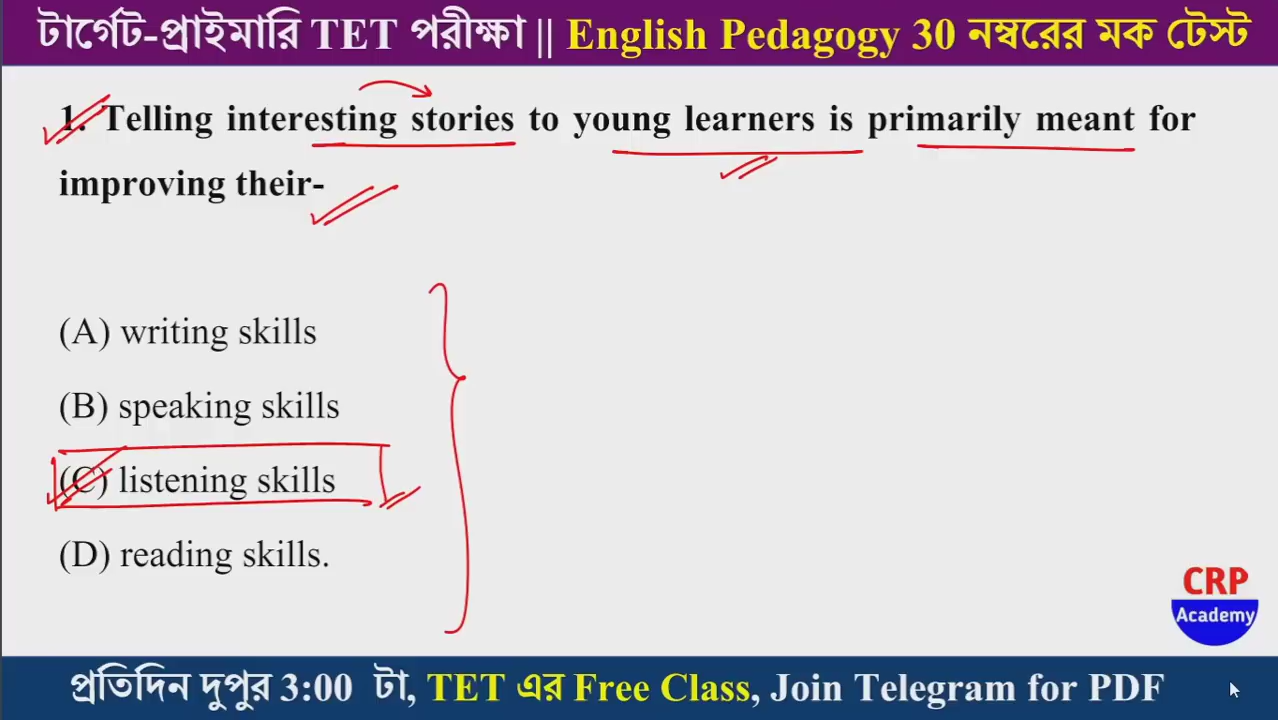 টার্গেট-প্রাইমারি TET পরীক্ষা || English Pedagogy 30 নম্বরের মক টেস্ট
1. Telling interesting stories to young learners is primarily meant for
improving their-
(A) writing skills
(B) speaking skills
(C) listening skills
(D) reading skills.
CRP
Academy
প্রতিদিন দুপুর 3:00 টা, TET এর Free Class, Join Telegram for PDF